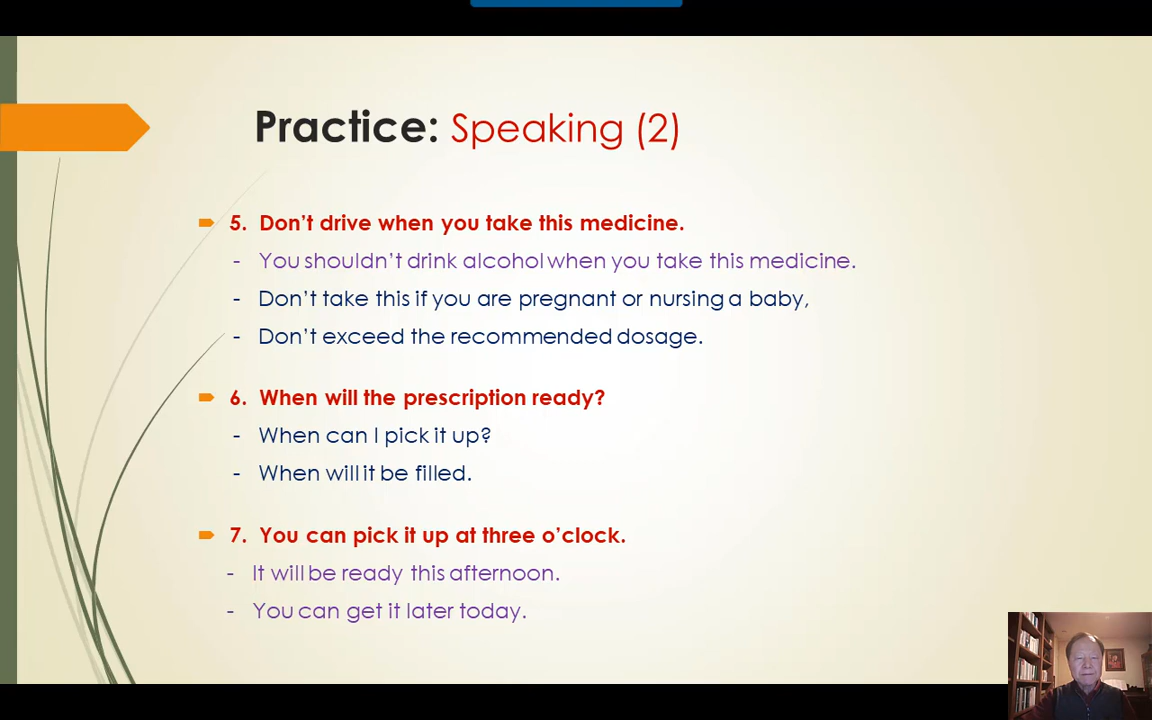 Practice: Speaking (2)
5. Don't drive when you take this medicine.
- You shouldn't drink alcohol when you take this medicine.
- Don't take this if you are pregnant or nursing a baby,
- Don't exceed the recommended dosage.
6. When will the prescription ready?
- When can I pick it up?
- When will it be filled.
7. You can pick it up at three o'clock.
- It will be ready this afternoon.
- You can get it later today.